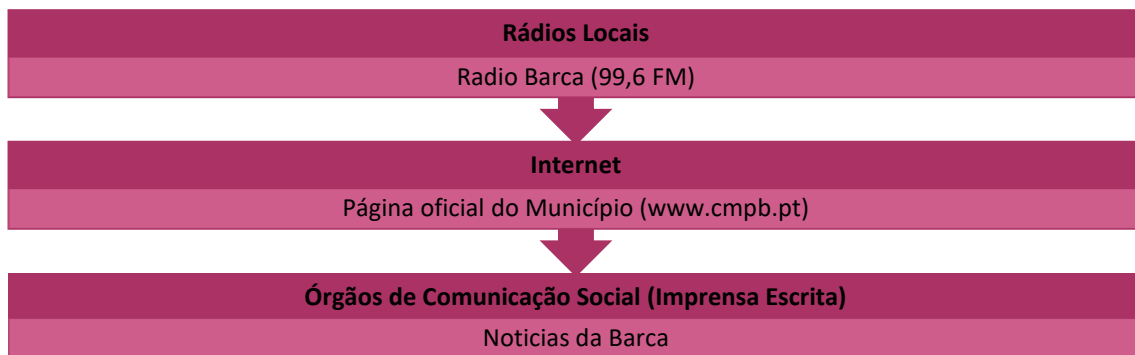 Rádios Locais
Radio Barca (99,6 FM)
Internet
Página oficial do Município (www.cmpb.pt)
Órgãos de Comunicação Social (Imprensa Escrita)
Noticias da Barca